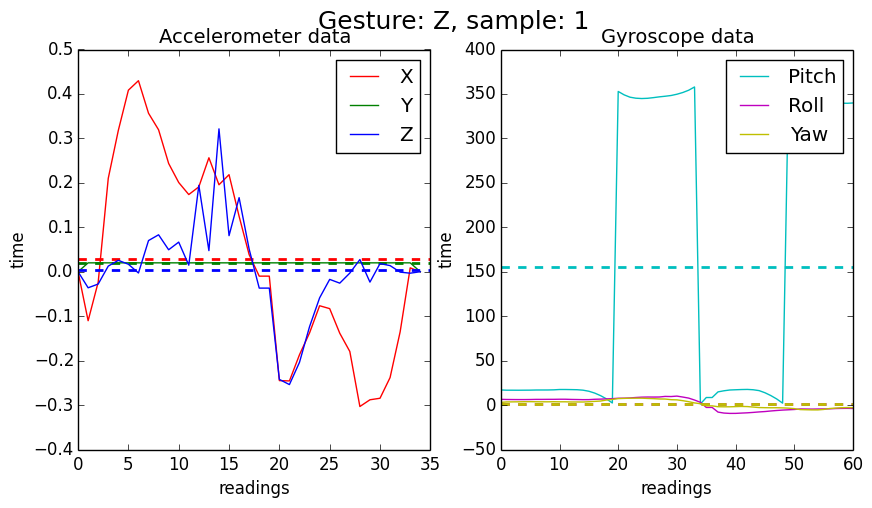 Gesture: Z, sample: 1
Accelerometer data
0.5
0.4
0.3
0.2
0.1
0.0
−0.1
−0.2
−0.3
−0.4
time
0 5 10 15 20 25 30 35
readings
X
Y
Z
Gyroscope data
400
350
300
250
200
150
100
50
0
−50
time
0 10 20 30 40 50 60
readings
Pitch
Roll
Yaw